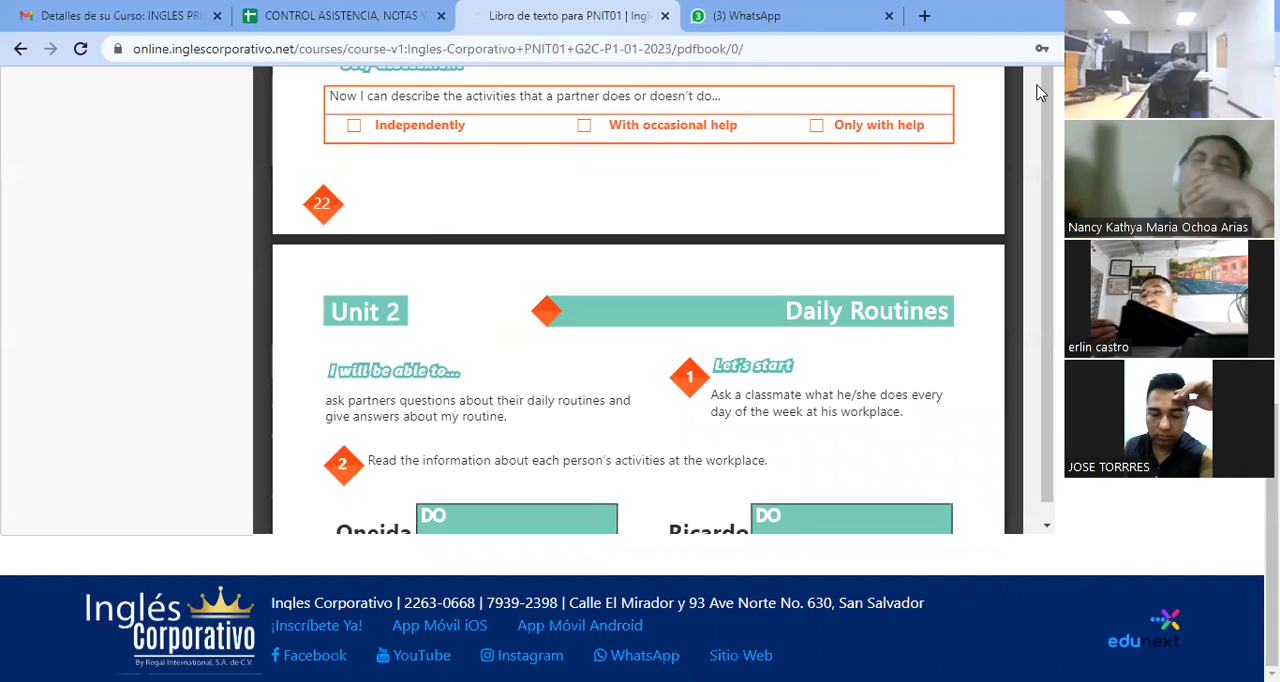 Detalles de su Curso: INGLES PRI
CONTROL ASISTENCIA, NOTAS Y
Libro de texto para PNIT01 | Ingl
(3) WhatsApp
online.inglescorporativo.net/courses/course-v1:Ingles-Corporativo+PNIT01+G2C-P1-01-2023/pdfbook/0/
Now I can describe the activities that a partner does or doesn't do...
Independently
With occasional help
Only with help
22
Unit 2
Daily Routines
I will be able to...
ask partners questions about their daily routines and
give answers about my routine.
1
Let's start
Ask a classmate what he/she does every
day of the week at his workplace.
2
Read the information about each person's activities at the workplace.
Oneida
DO
Ricardo
DO
Nancy Kathya Maria Ochoa Arias
erlin castro
JOSE TORRRES
Inglés
Corporativo
By Regal International, S.A. de C.V.
Ingles Corporativo | 2263-0668 | 7939-2398 | Calle El Mirador y 93 Ave Norte No. 630, San Salvador
¡Inscríbete Ya!
App Móvil iOS
App Móvil Android
Facebook
YouTube
Instagram
WhatsApp
Sitio Web
edunext